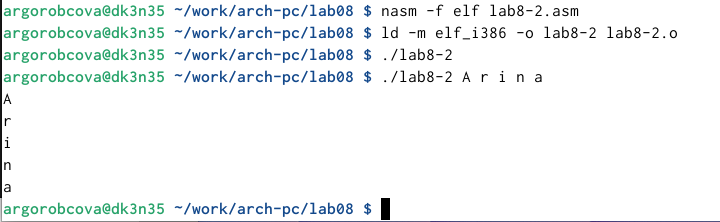 argorobcova@dk3n35 ~/work/arch-pc/lab08 $ nasm -f elf lab8-2.asm
argorobcova@dk3n35 ~/work/arch-pc/lab08 $ ld -m elf_i386 -o lab8-2 lab8-2.o
argorobcova@dk3n35 ~/work/arch-pc/lab08 $ ./lab8-2
argorobcova@dk3n35 ~/work/arch-pc/lab08 $ ./lab8-2 A r i n a
A
r
i
n
a
argorobcova@dk3n35 ~/work/arch-pc/lab08 $